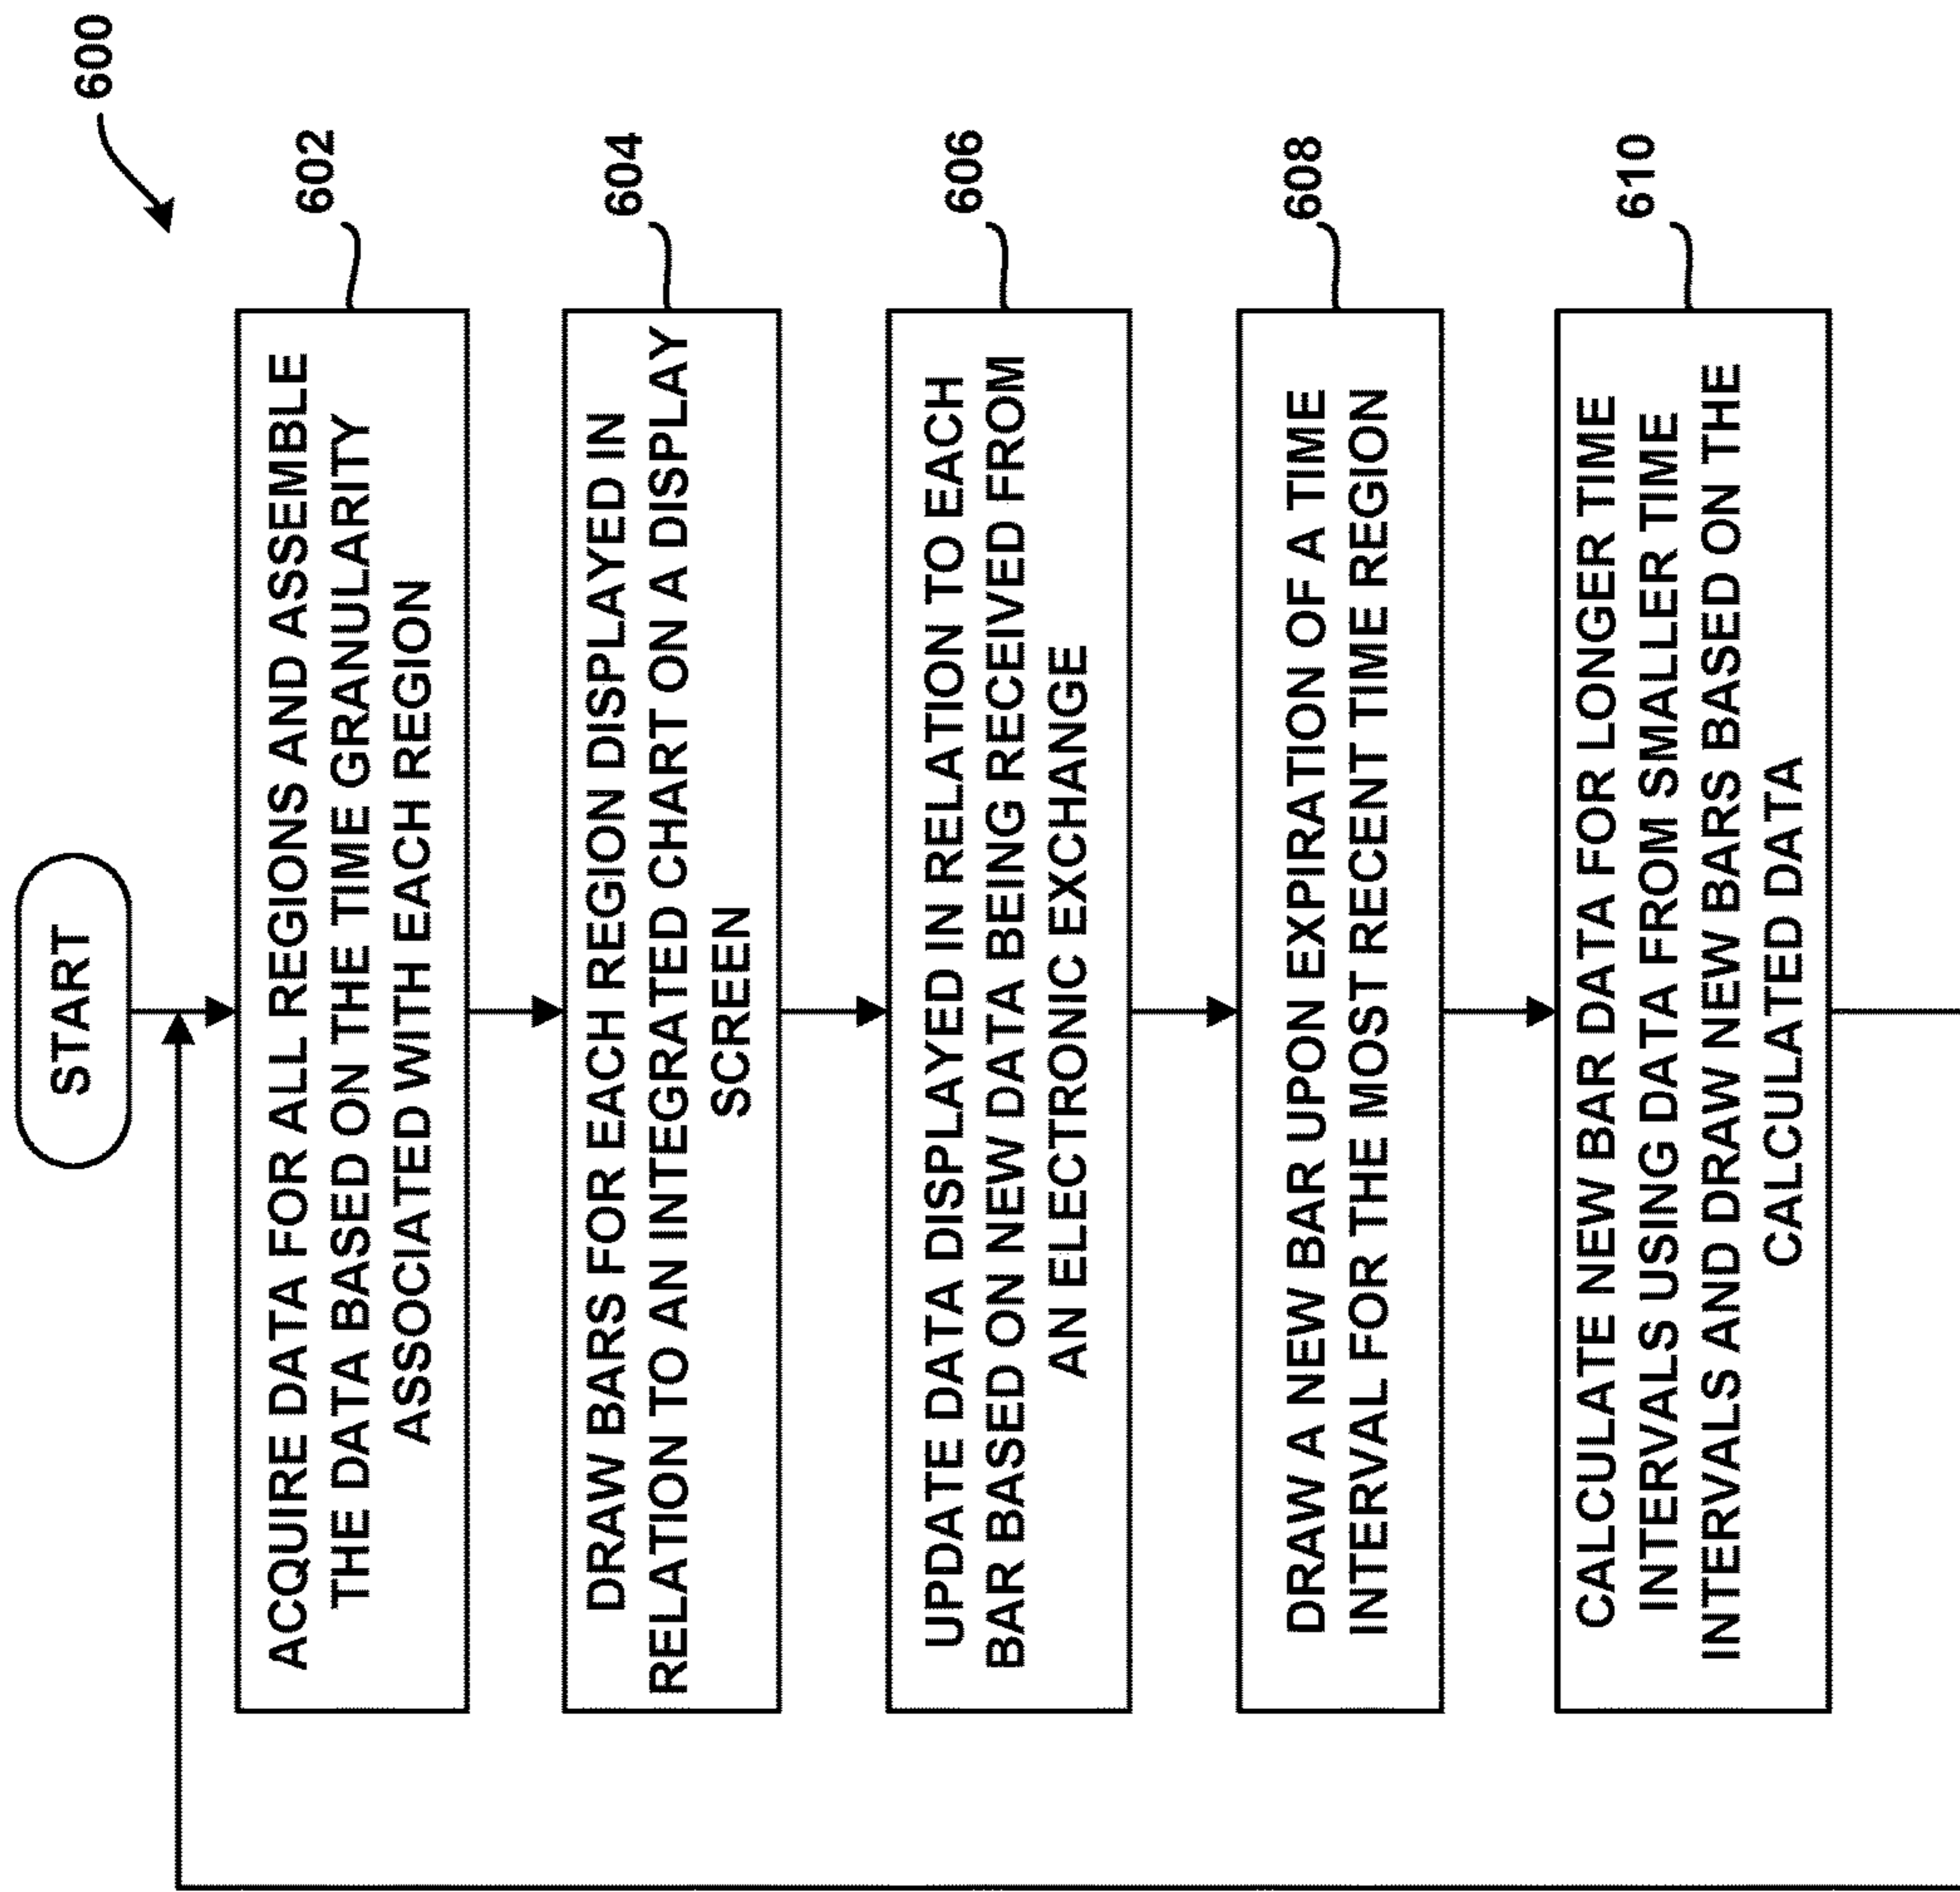 600
START
ACQUIRE DATA FOR ALL REGIONS AND ASSEMBLE
THE DATA BASED ON THE TIME GRANULARITY
ASSOCIATED WITH EACH REGION
602
DRAW BARS FOR EACH REGION DISPLAYED IN
RELATION TO AN INTEGRATED CHART ON A DISPLAY
SCREEN
604
UPDATE DATA DISPLAYED IN RELATION TO EACH
BAR BASED ON NEW DATA BEING RECEIVED FROM
AN ELECTRONIC EXCHANGE
606
DRAW A NEW BAR UPON EXPIRATION OF A TIME
INTERVAL FOR THE MOST RECENT TIME REGION
608
CALCULATE NEW BAR DATA FOR LONGER TIME
INTERVALS USING DATA FROM SMALLER TIME
INTERVALS AND DRAW NEW BARS BASED ON THE
CALCULATED DATA
610